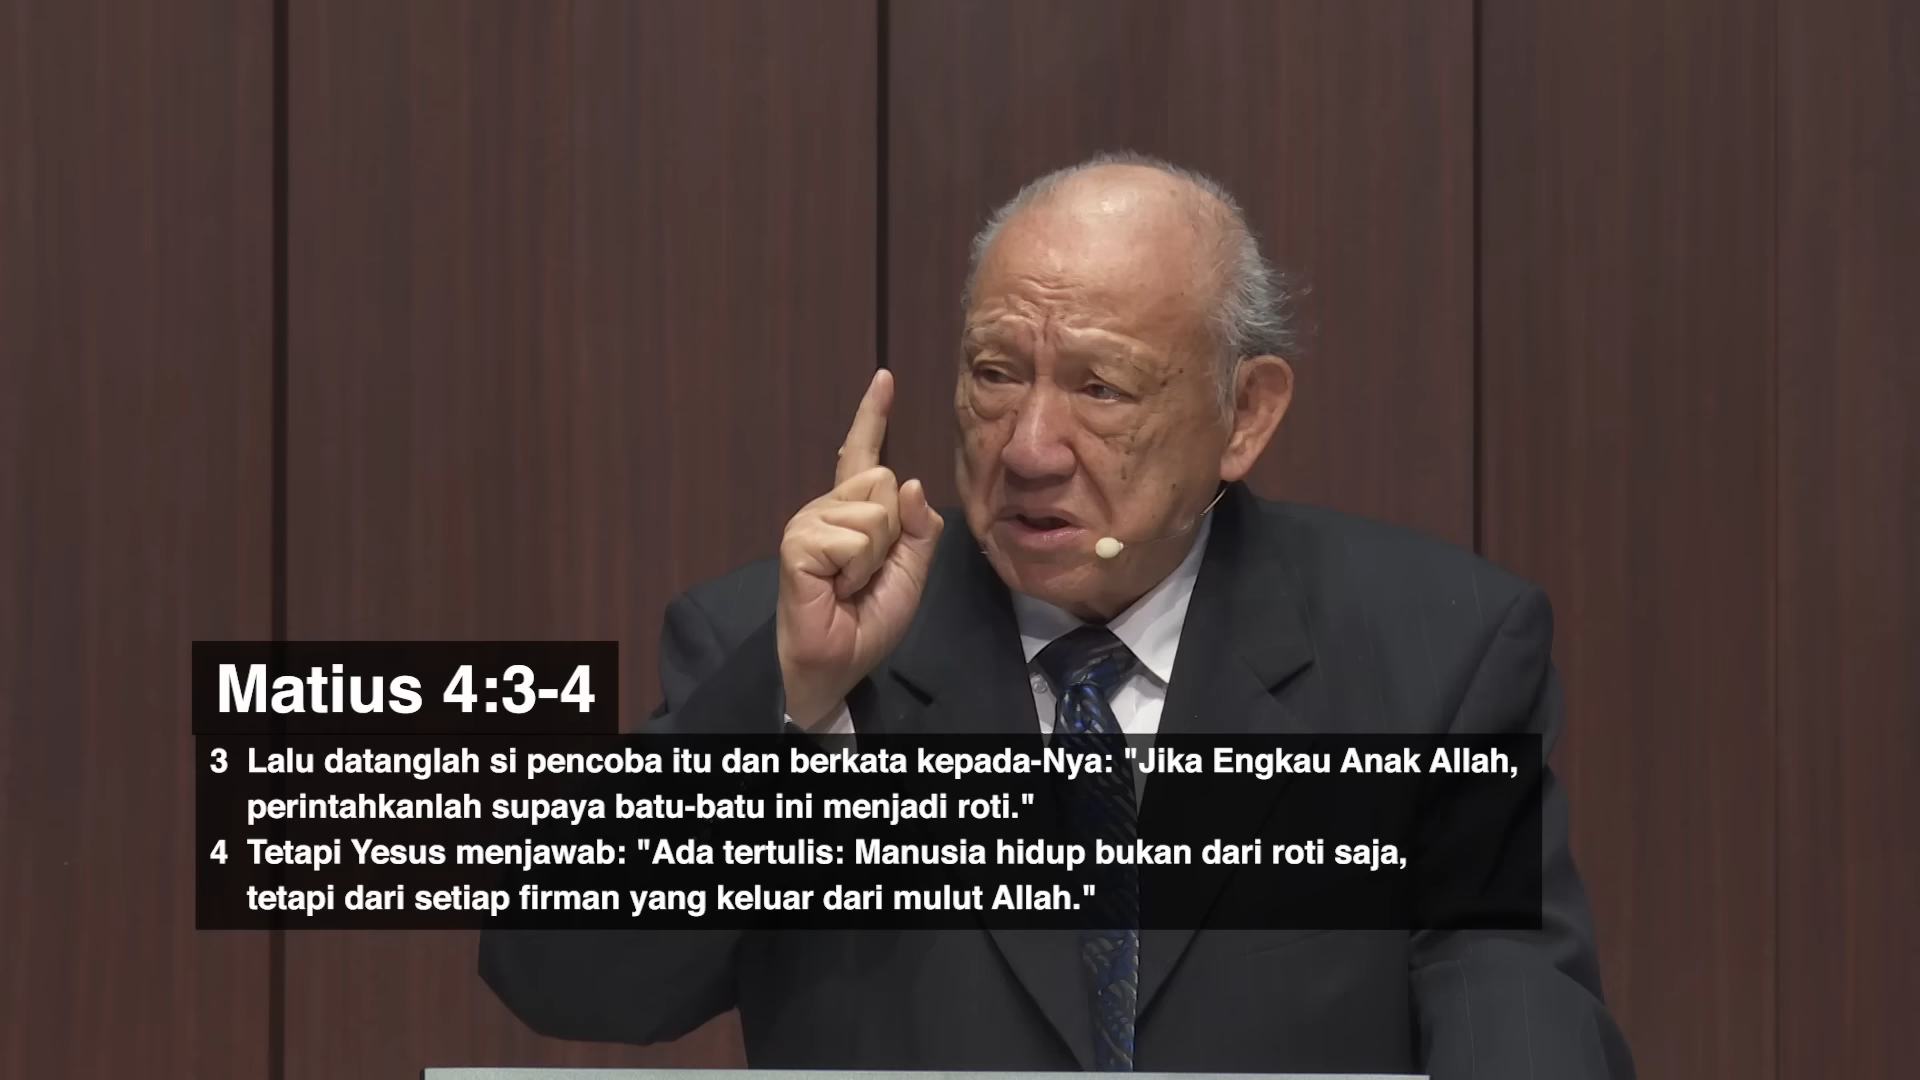 Matius 4:3-4
3 Lalu datanglah si pencoba itu dan berkata kepada-Nya: "Jika Engkau Anak Allah,
perintahkanlah supaya batu-batu ini menjadi roti."
4 Tetapi Yesus menjawab: "Ada tertulis: Manusia hidup bukan dari roti saja,
tetapi dari setiap firman yang keluar dari mulut Allah."